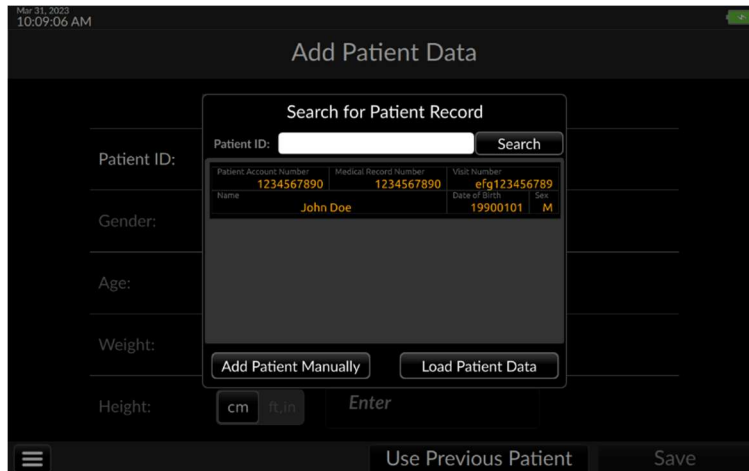 Mar 31, 2023
10:09:06 AM
Add Patient Data
Search for Patient Record
Patient ID:
Search
Patient Account Number Medical Record Number Visit Number
1234567890 1234567890 efg123456789
Name Date of Birth Sex
John Doe 19900101 M
Add Patient Manually Load Patient Data
Patient ID:
Gender:
Age:
Weight:
Height: cm ft,in Enter
Use Previous Patient Save